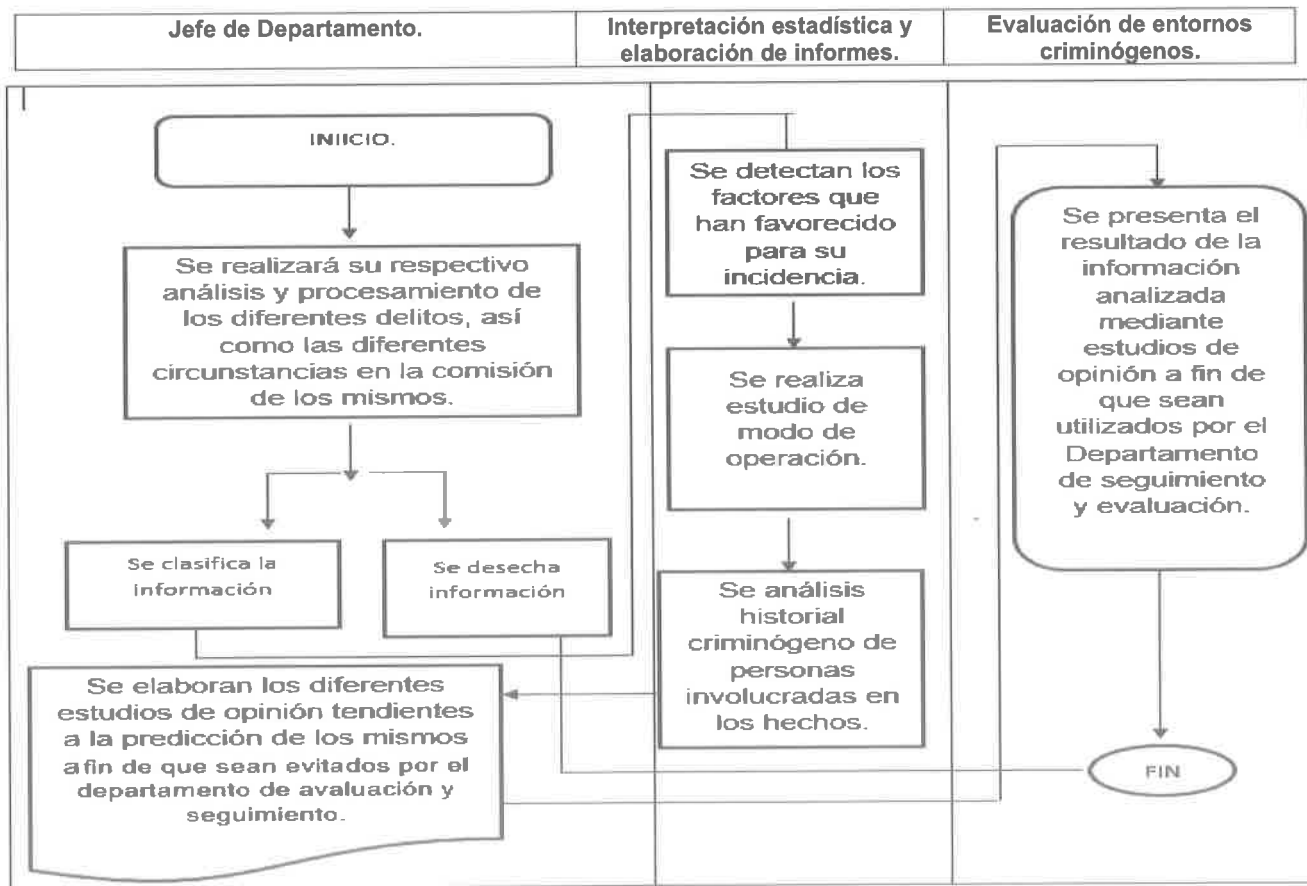 Jefe de Departamento.
Interpretación estadística y
elaboración de informes.
Evaluación de entornos
criminógenos.
INIICIO.
Se realizará su respectivo
análisis y procesamiento de
los diferentes delitos, así
como las diferentes
circunstancias en la comisión
de los mismos.
Se clasifica la
información
Se desecha
información
Se elaboran los diferentes
estudios de opinión tendientes
a la predicción de los mismos
afin de que sean evitados por el
departamento de avaluación y
seguimiento.
Se detectan los
factores que
han favorecido
para su
incidencia.
Se realiza
estudio de
modo de
operación.
Se análisis
historial
criminógeno de
personas
involucradas en
los hechos.
Se presenta el
resultado de la
información
analizada
mediante
estudios de
opinión a fin de
que sean
utilizados por el
Departamento
de seguimiento
y evaluación.
FIN